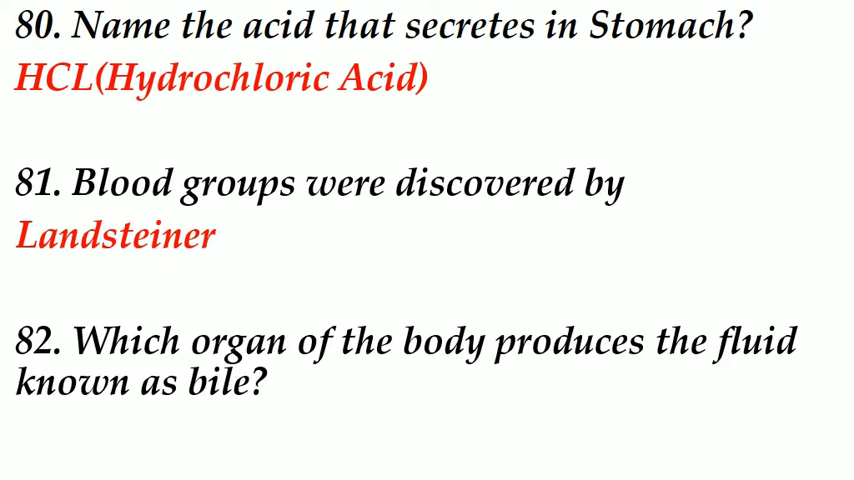 80. Name the acid that secretes in Stomach?
HCL(Hydrochloric Acid)
81. Blood groups were discovered by
Landsteiner
82. Which organ of the body produces the fluid
known as bile?